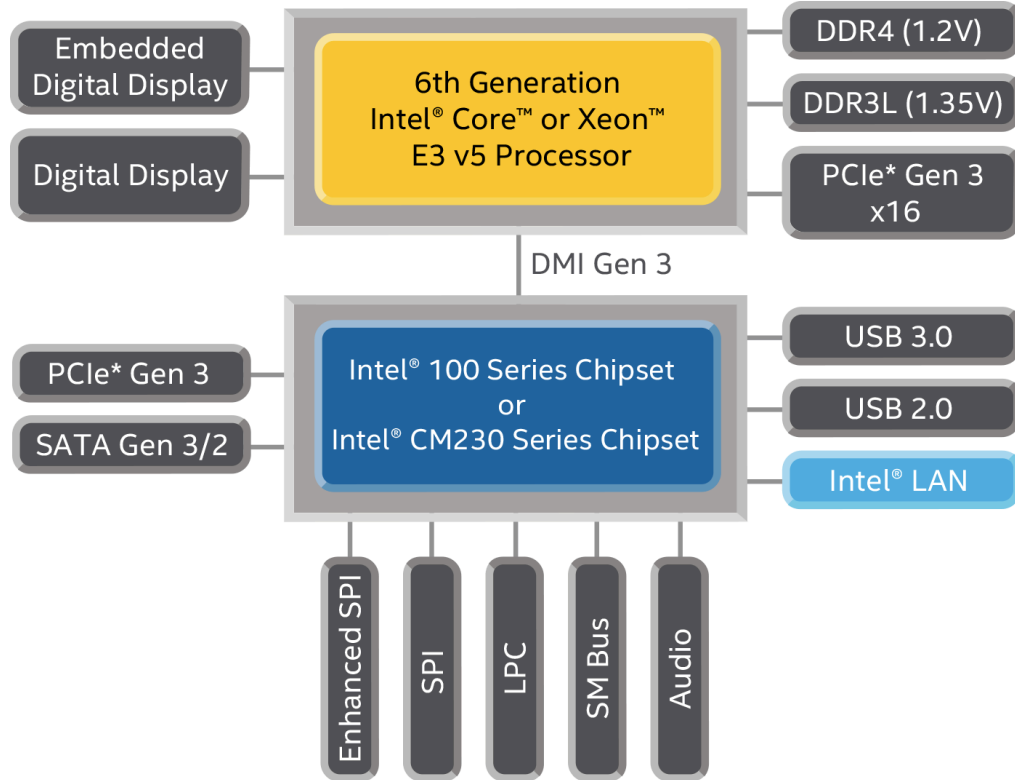 Embedded
Digital Display
Digital Display
6th Generation
Intel® Core™ or Xeon™
E3 v5 Processor
DDR4 (1.2V)
DDR3L (1.35V)
PCIe* Gen 3
x16
DMI Gen 3
PCIe* Gen 3
SATA Gen 3/2
Intel® 100 Series Chipset
or
Intel® CM230 Series Chipset
USB 3.0
USB 2.0
Intel® LAN
Enhanced SPI
SPI
LPC
SM Bus
Audio